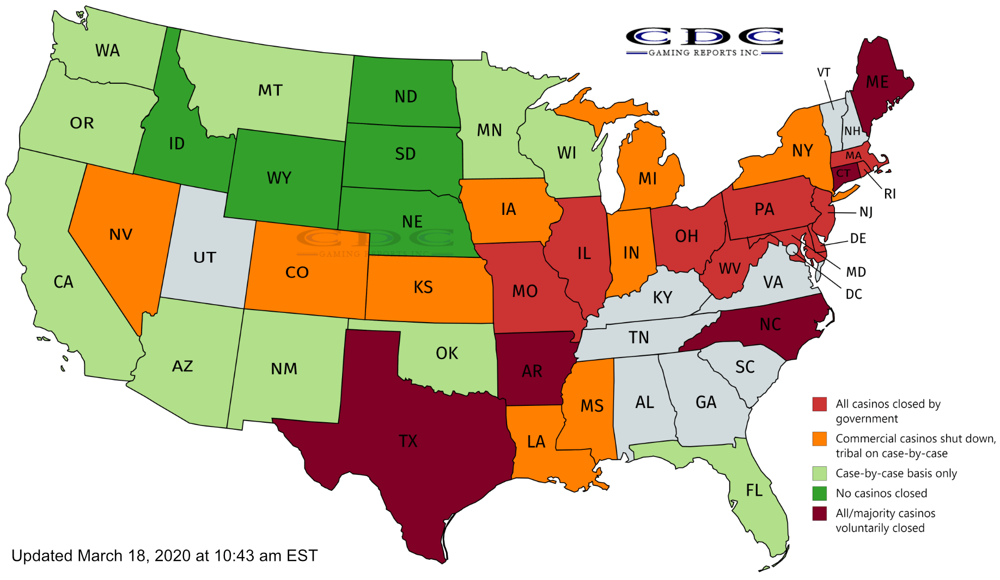 CDC
GAMING REPORTS INC.
WA
MT
ND
MN
VT
ME
OR
ID
SD
WI
NY
NH
MA
WY
MI
CT
RI
NE
IA
PA
NJ
NV
UT
CO
OH
DE
IL
IN
WV
MD
CDC
GAMING REPORTS INC.
CA
KS
MO
KY
VA
DC
AZ
NM
OK
AR
TN
NC
SC
TX
LA
MS
AL
GA
FL
All casinos closed by
government
Commercial casinos shut down,
tribal on case-by-case
Case-by-case basis only
No casinos closed
All/majority casinos
voluntarily closed
Updated March 18, 2020 at 10:43 am EST